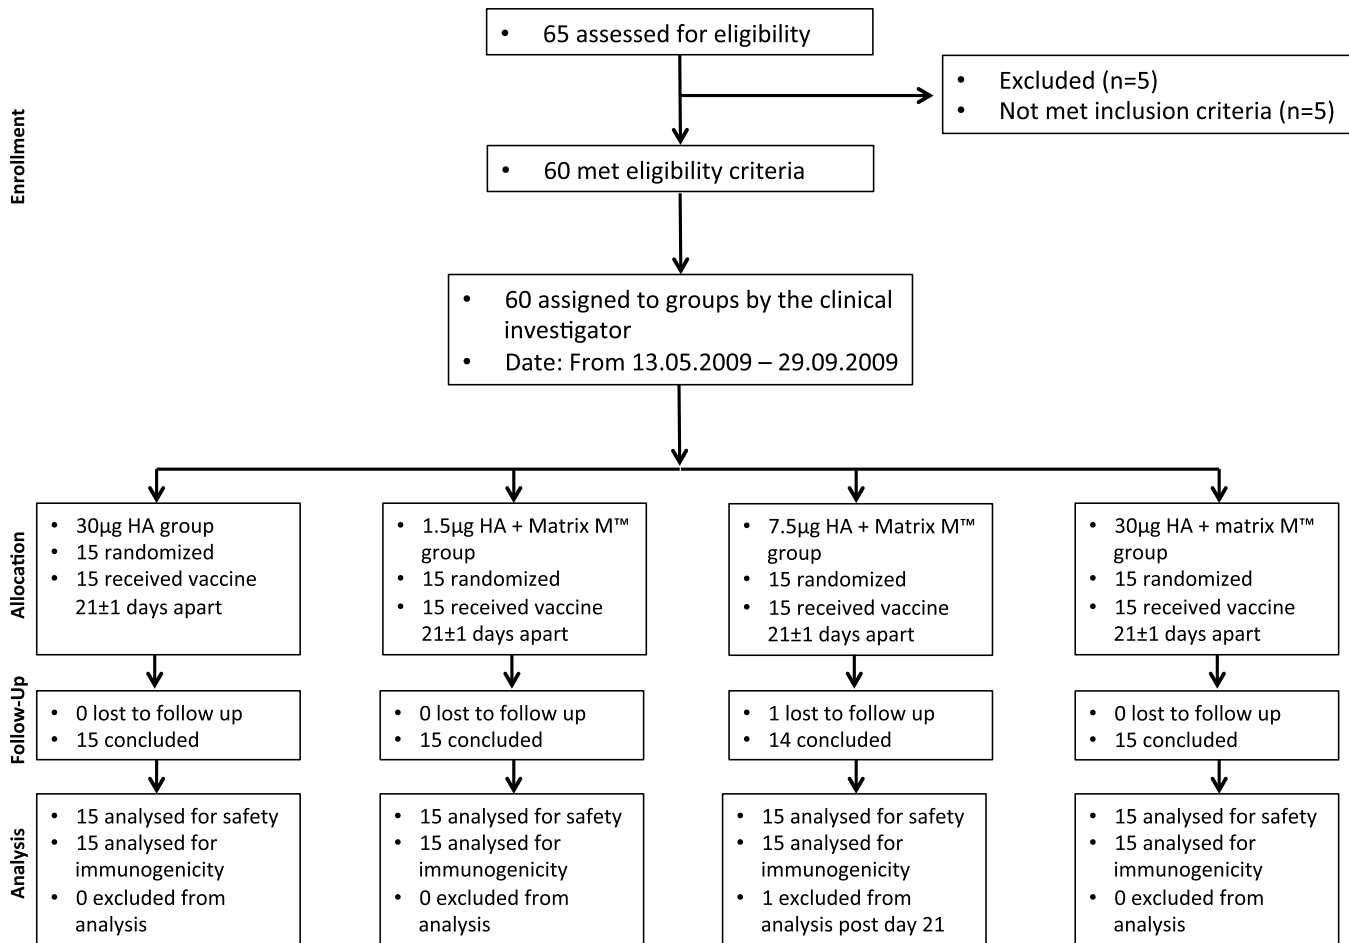 • 65 assessed for eligibility
• Excluded (n=5)
• Not met inclusion criteria (n=5)
Enrollment
• 60 met eligibility criteria
• 60 assigned to groups by the clinical
investigator
• Date: From 13.05.2009 – 29.09.2009
Allocation
• 30µg HA group
• 15 randomized
• 15 received vaccine
21±1 days apart
• 1.5µg HA + Matrix M™
group
• 15 randomized
• 15 received vaccine
21±1 days apart
• 7.5µg HA + Matrix M™
group
• 15 randomized
• 15 received vaccine
21±1 days apart
• 30µg HA + matrix M™
group
• 15 randomized
• 15 received vaccine
21±1 days apart
Follow-Up
• 0 lost to follow up
• 15 concluded
• 0 lost to follow up
• 15 concluded
• 1 lost to follow up
• 14 concluded
• 0 lost to follow up
• 15 concluded
Analysis
• 15 analysed for safety
• 15 analysed for
immunogenicity
• 0 excluded from
analysis
• 15 analysed for safety
• 15 analysed for
immunogenicity
• 0 excluded from
analysis
• 15 analysed for safety
• 15 analysed for
immunogenicity
• 1 excluded from
analysis post day 21
• 15 analysed for safety
• 15 analysed for
immunogenicity
• 0 excluded from
analysis